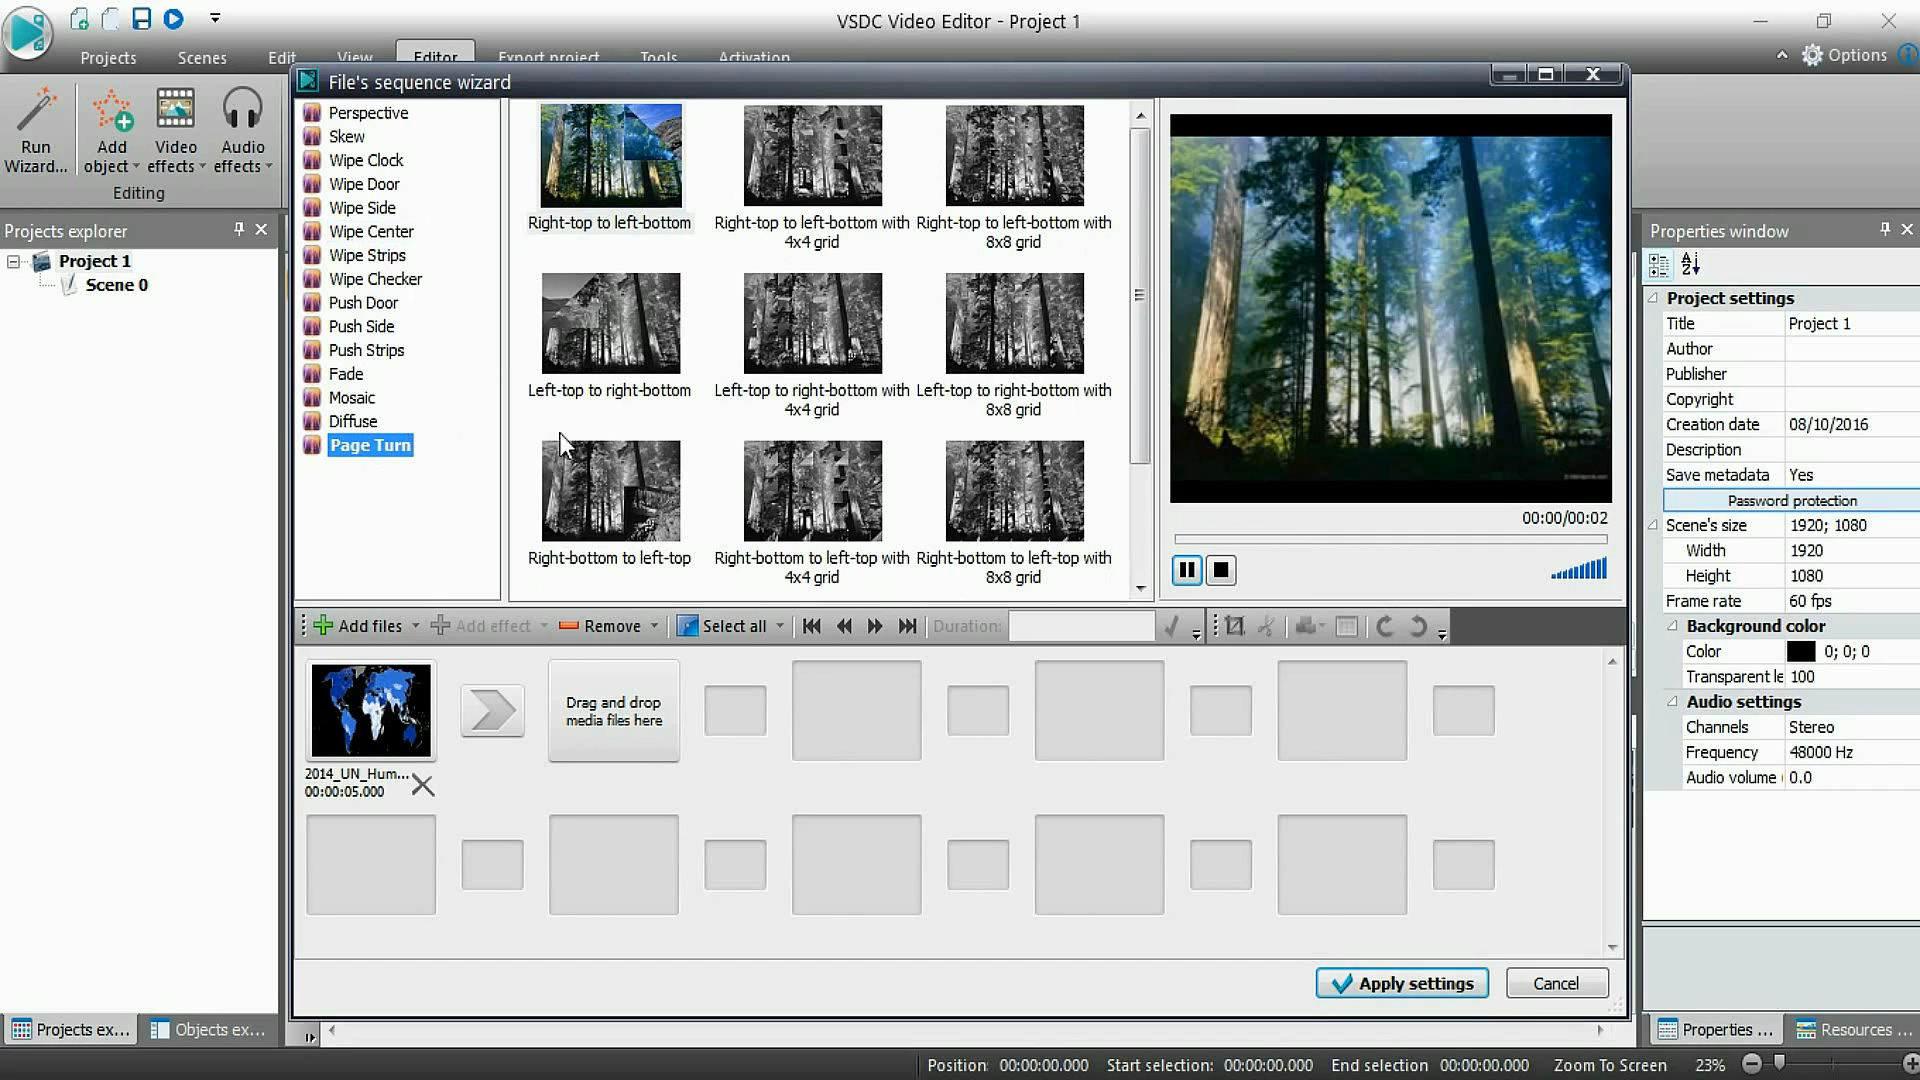 VSDC Video Editor - Project 1
Projects
Scenes
Edit
View
Editor
Export project
Tools
Activation
Options
Run
Wizard...
Add
object
Video
effects
Audio
effects
Editing
File's sequence wizard
Perspective
Skew
Wipe Clock
Wipe Door
Wipe Side
Wipe Center
Wipe Strips
Wipe Checker
Push Door
Push Side
Push Strips
Fade
Mosaic
Diffuse
Page Turn
Right-top to left-bottom
Right-top to left-bottom with
4x4 grid
Right-top to left-bottom with
8x8 grid
Left-top to right-bottom
Left-top to right-bottom with
4x4 grid
Left-top to right-bottom with
8x8 grid
Right-bottom to left-top
Right-bottom to left-top with
4x4 grid
Right-bottom to left-top with
8x8 grid
00:00/00:02
Projects explorer
Project 1
Scene 0
Properties window
Project settings
Title Project 1
Author
Publisher
Copyright
Creation date 08/10/2016
Description
Save metadata Yes
Password protection
Scene's size 1920; 1080
Width 1920
Height 1080
Frame rate 60 fps
Background color
Color 0; 0; 0
Transparent le 100
Audio settings
Channels Stereo
Frequency 48000 Hz
Audio volume 0.0
Add files
Add effect
Remove
Select all
Duration:
Drag and drop
media files here
2014_UN_Hum...
00:00:05.000
Apply settings
Cancel
Projects ex...
Objects ex...
Properties ...
Resources ...
Position: 00:00:00.000
Start selection: 00:00:00.000
End selection 00:00:00.000
Zoom To Screen
23%